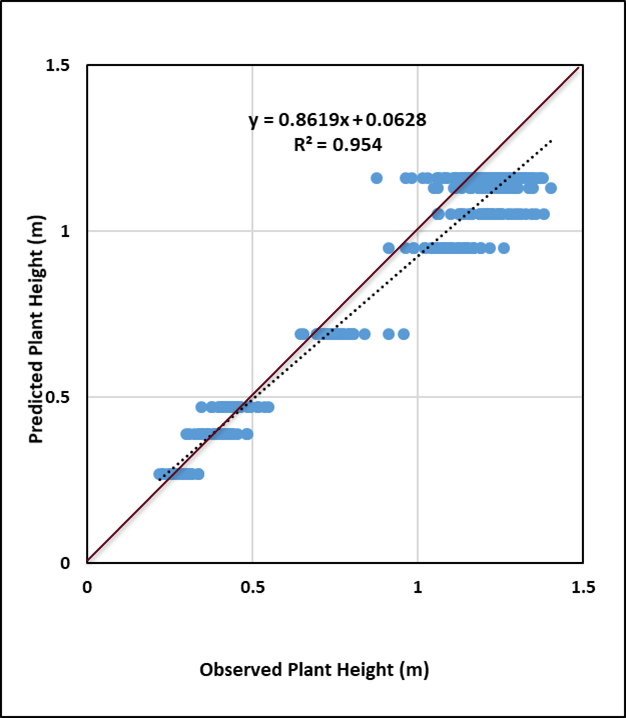 1.5
y = 0.8619x + 0.0628
R² = 0.954
1
Predicted Plant Height (m)
0.5
0
0
0.5
1
1.5
Observed Plant Height (m)